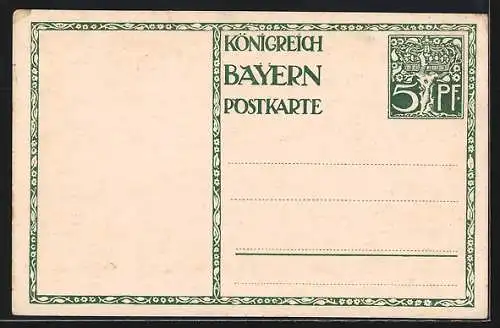 KÖNIGREICH
BAYERN
POSTKARTE
5 PF.